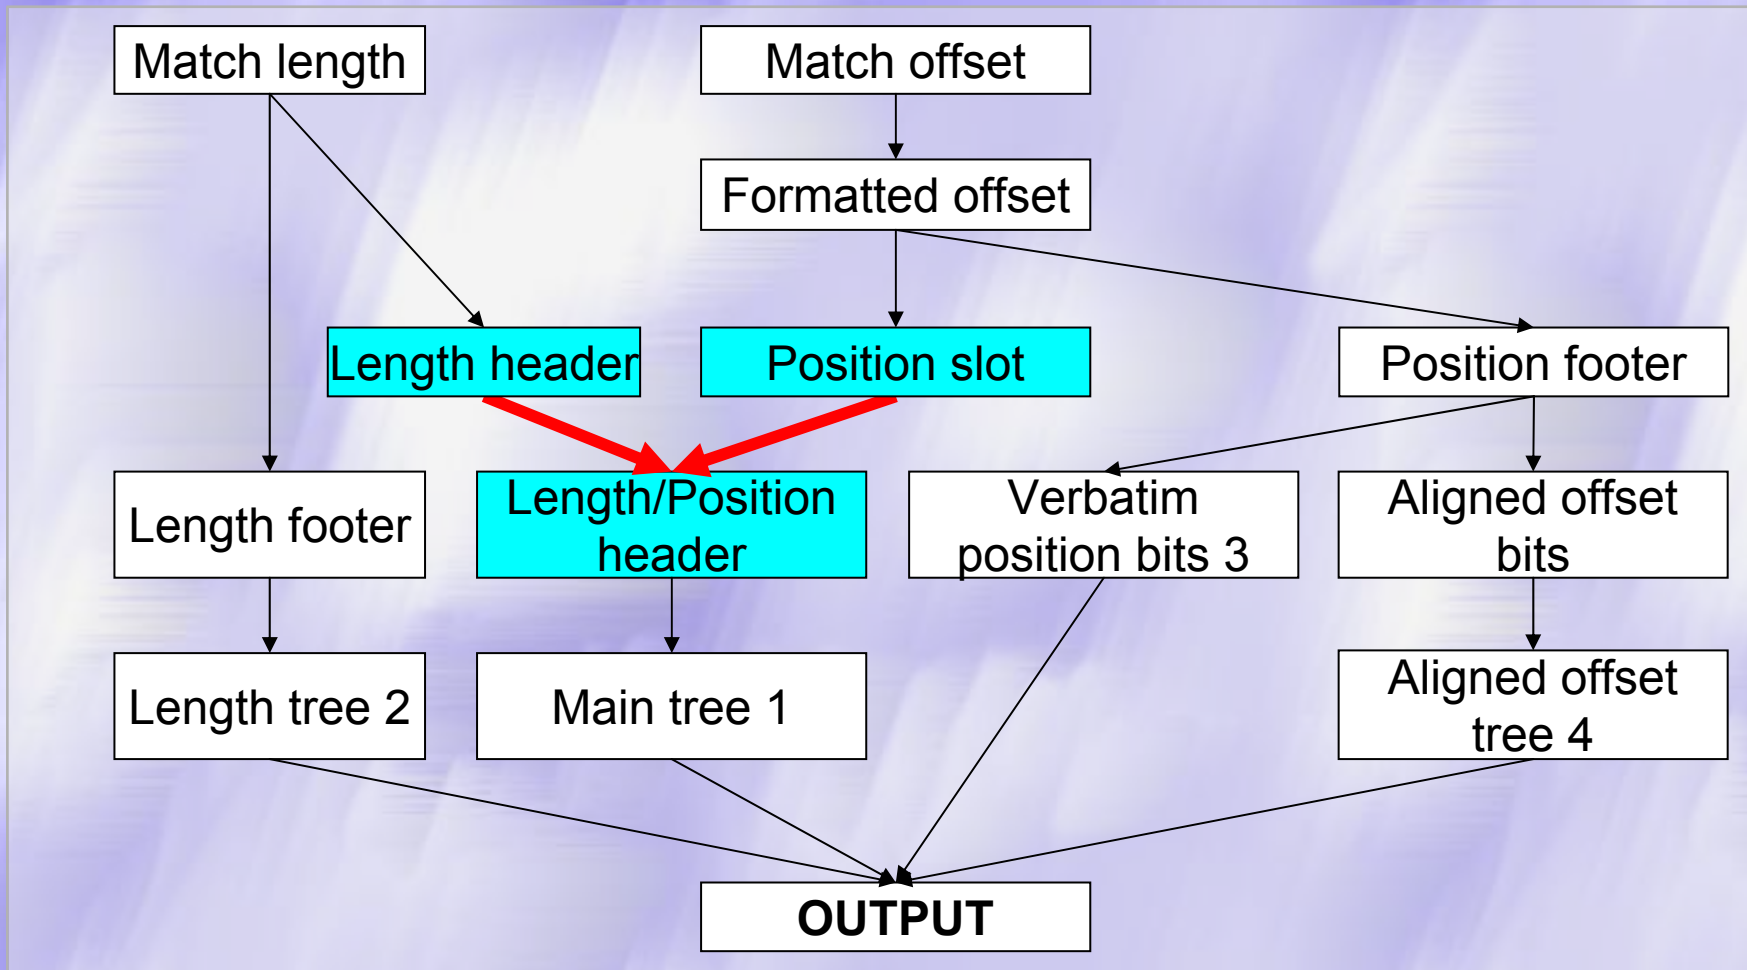 Match length
Match offset
Formatted offset
Length header
Position slot
Position footer
Length footer
Length/Position
header
Verbatim
position bits 3
Aligned offset
bits
Length tree 2
Main tree 1
Aligned offset
tree 4
OUTPUT